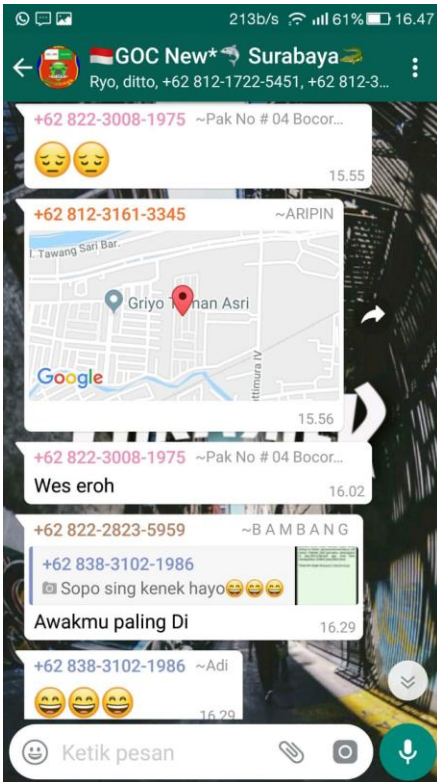 213b/s 61% 16.47
GOC New* Surabaya
Ryo, ditto, +62 812-1722-5451, +62 812-3...
+62 822-3008-1975 ~Pak No # 04 Bocor...
😔😔
15.55
+62 812-3161-3345 ~ARIPIN
l. Tawang Sari Bar.
Griyo T man Asri
ttimura IV
Google
15.56
+62 822-3008-1975 ~Pak No # 04 Bocor...
Wes eroh
16.02
+62 822-2823-5959 ~B A M B A N G
+62 838-3102-1986
Sopo sing kenek hayo😄😄😄
Awakmu paling Di
16.29
+62 838-3102-1986 ~Adi
😄😄😄
16.29
Ketik pesan